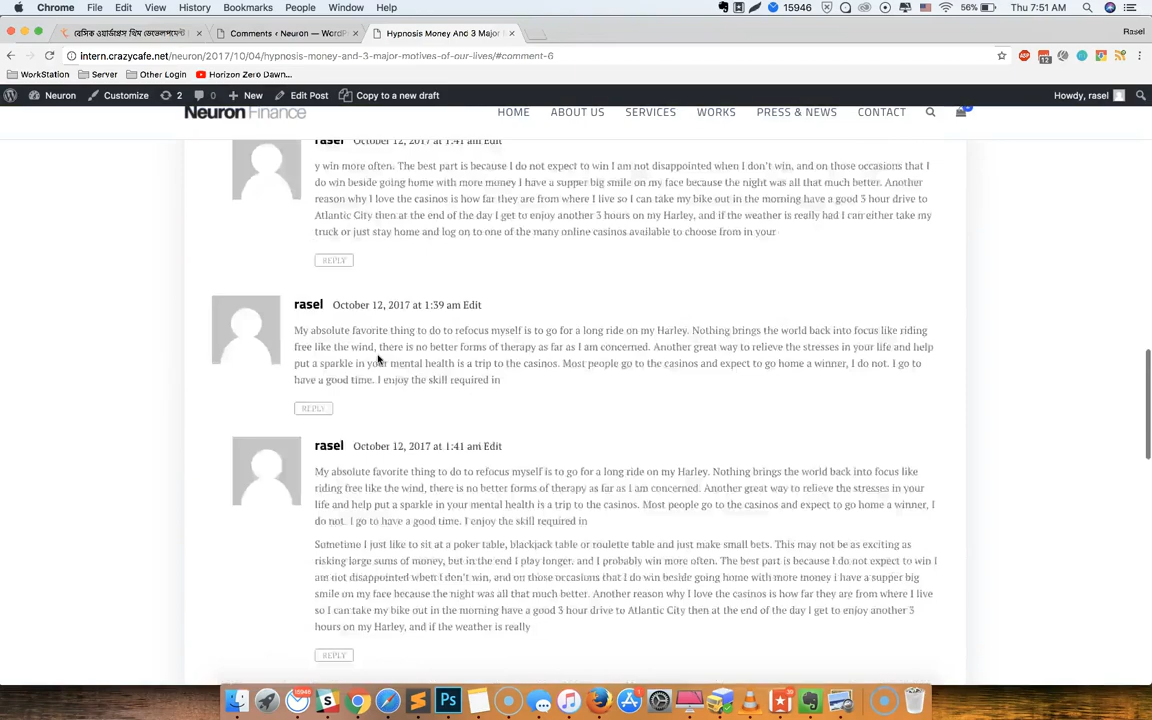 Chrome File Edit View History Bookmarks People Window Help 15946 56% Thu 7:51 AM
বেসিক ওয়ার্ডপ্রেস থিম ডেভেলপমেন্ট Comments ‹ Neuron — WordP Hypnosis Money And 3 Major Rasel
intern.crazycafe.net/neuron/2017/10/04/hypnosis-money-and-3-major-motives-of-our-lives/#comment-6
WorkStation Server Other Login Horizon Zero Dawn...
Neuron Customize 2 0 New Edit Post Copy to a new draft Howdy, rasel
Neuron Finance HOME ABOUT US SERVICES WORKS PRESS & NEWS CONTACT
rasel October 12, 2017 at 1:41 am Edit
y win more often. The best part is because I do not expect to win I am not disappointed when I don't win, and on those occasions that I
do win beside going home with more money I have a supper big smile on my face because the night was all that much better. Another
reason why I love the casinos is how far they are from where I live so I can take my bike out in the morning have a good 3 hour drive to
Atlantic City then at the end of the day I get to enjoy another 3 hours on my Harley, and if the weather is really bad I can either take my
truck or just stay home and log on to one of the many online casinos available to choose from in your
REPLY
rasel October 12, 2017 at 1:39 am Edit
My absolute favorite thing to do to refocus myself is to go for a long ride on my Harley. Nothing brings the world back into focus like riding
free like the wind, there is no better forms of therapy as far as I am concerned. Another great way to relieve the stresses in your life and help
put a sparkle in your mental health is a trip to the casinos. Most people go to the casinos and expect to go home a winner, I do not. I go to
have a good time. I enjoy the skill required in
REPLY
rasel October 12, 2017 at 1:41 am Edit
My absolute favorite thing to do to refocus myself is to go for a long ride on my Harley. Nothing brings the world back into focus like
riding free like the wind, there is no better forms of therapy as far as I am concerned. Another great way to relieve the stresses in your
life and help put a sparkle in your mental health is a trip to the casinos. Most people go to the casinos and expect to go home a winner, I
do not. I go to have a good time. I enjoy the skill required in
Sometime I just like to sit at a poker table, blackjack table or roulette table and just make small bets. This may not be as exciting as
risking large sums of money, but in the end I play longer. and I probably win more often. The best part is because I do not expect to win I
am not disappointed when I don't win, and on those occasions that I do win beside going home with more money i have a supper big
smile on my face because the night was all that much better. Another reason why I love the casinos is how far they are from where I live
so I can take my bike out in the morning have a good 3 hour drive to Atlantic City then at the end of the day I get to enjoy another 3
hours on my Harley, and if the weather is really
REPLY